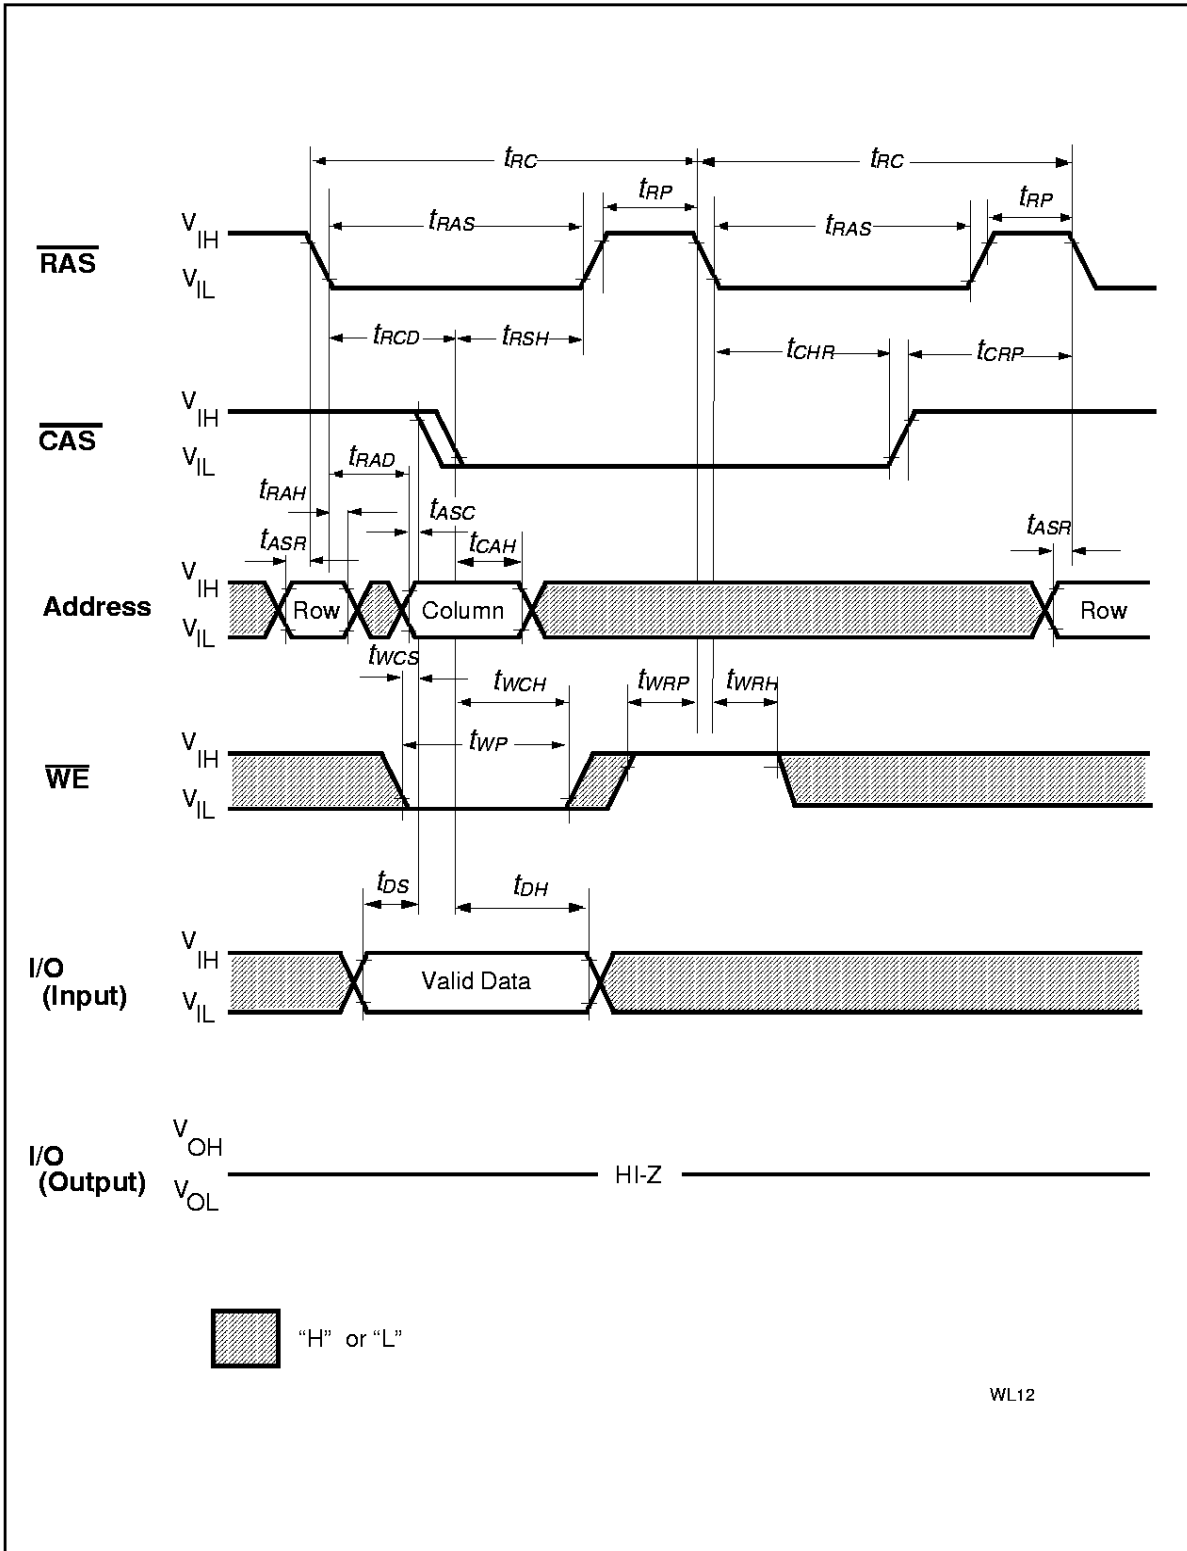 tRC tRC
tRP tRP
tRAS tRAS
VIH
RAS
VIL
tRCD tRSH tCHR tCRP
VIH
CAS
VIL
tRAD
tRAH
tASC
tASR tCAH tASR
VIH
Address Row Column Row
VIL
tWCS
tWCH tWRP tWRH
tWP
VIH
WE
VIL
tDS tDH
VIH
I/O
(Input) Valid Data
VIL
VOH
I/O
(Output) HI-Z
VOL
“H” or “L”
WL12